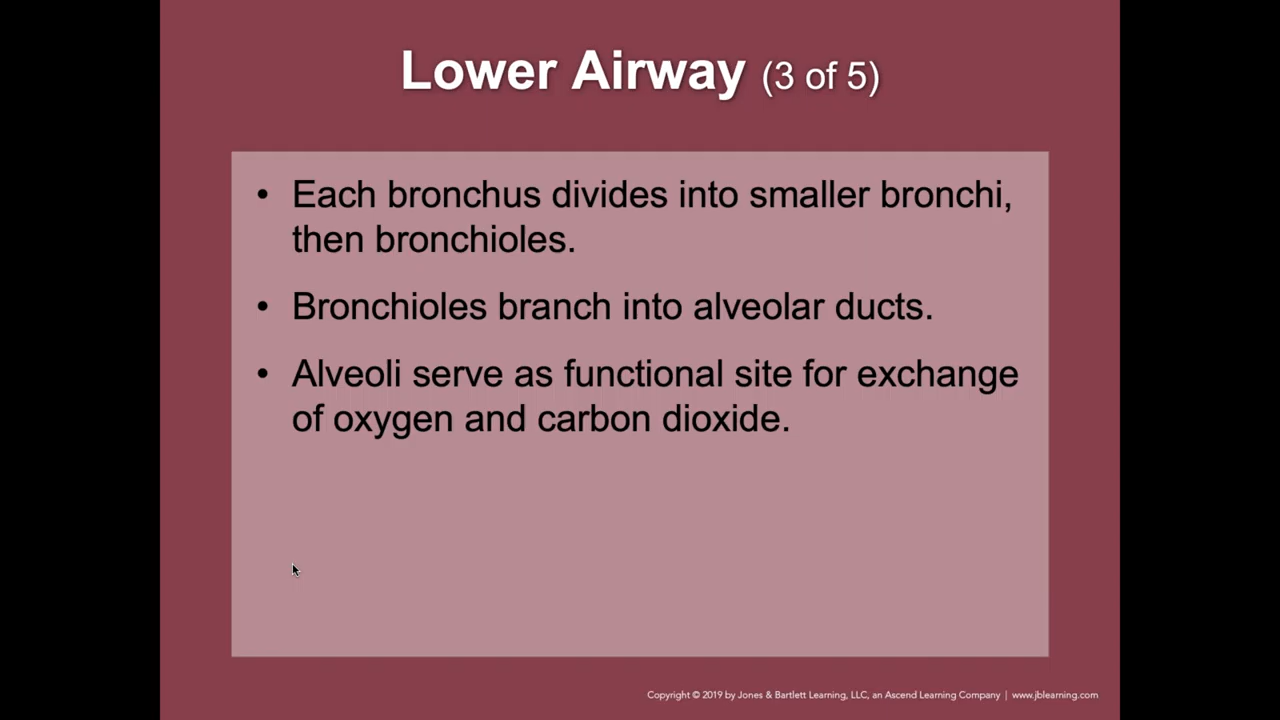 Lower Airway (3 of 5)
• Each bronchus divides into smaller bronchi,
then bronchioles.
• Bronchioles branch into alveolar ducts.
• Alveoli serve as functional site for exchange
of oxygen and carbon dioxide.
Copyright © 2019 by Jones & Bartlett Learning, LLC, an Ascend Learning Company | www.jblearning.com